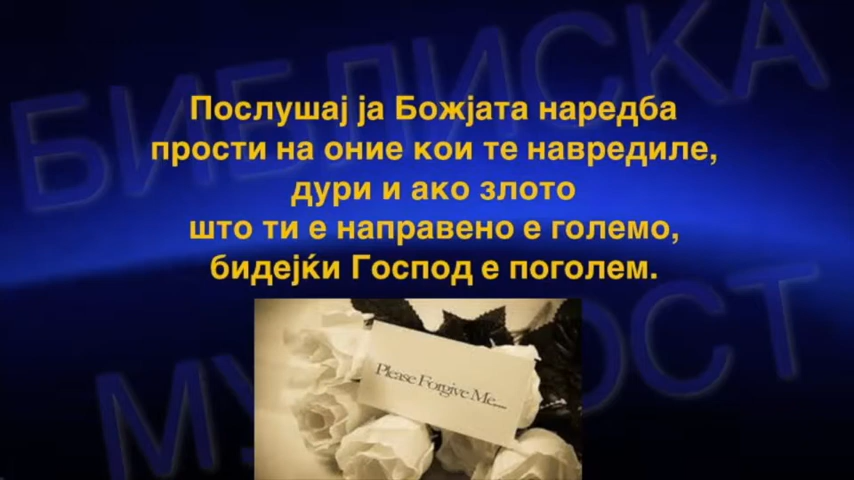 БИБЛИСКА
Послушај ја Божјата наредба
прости на оние кои те навредиле,
дури и ако злото
што ти е направено е големо,
бидејќи Господ е поголем.
Please Forgive Me....